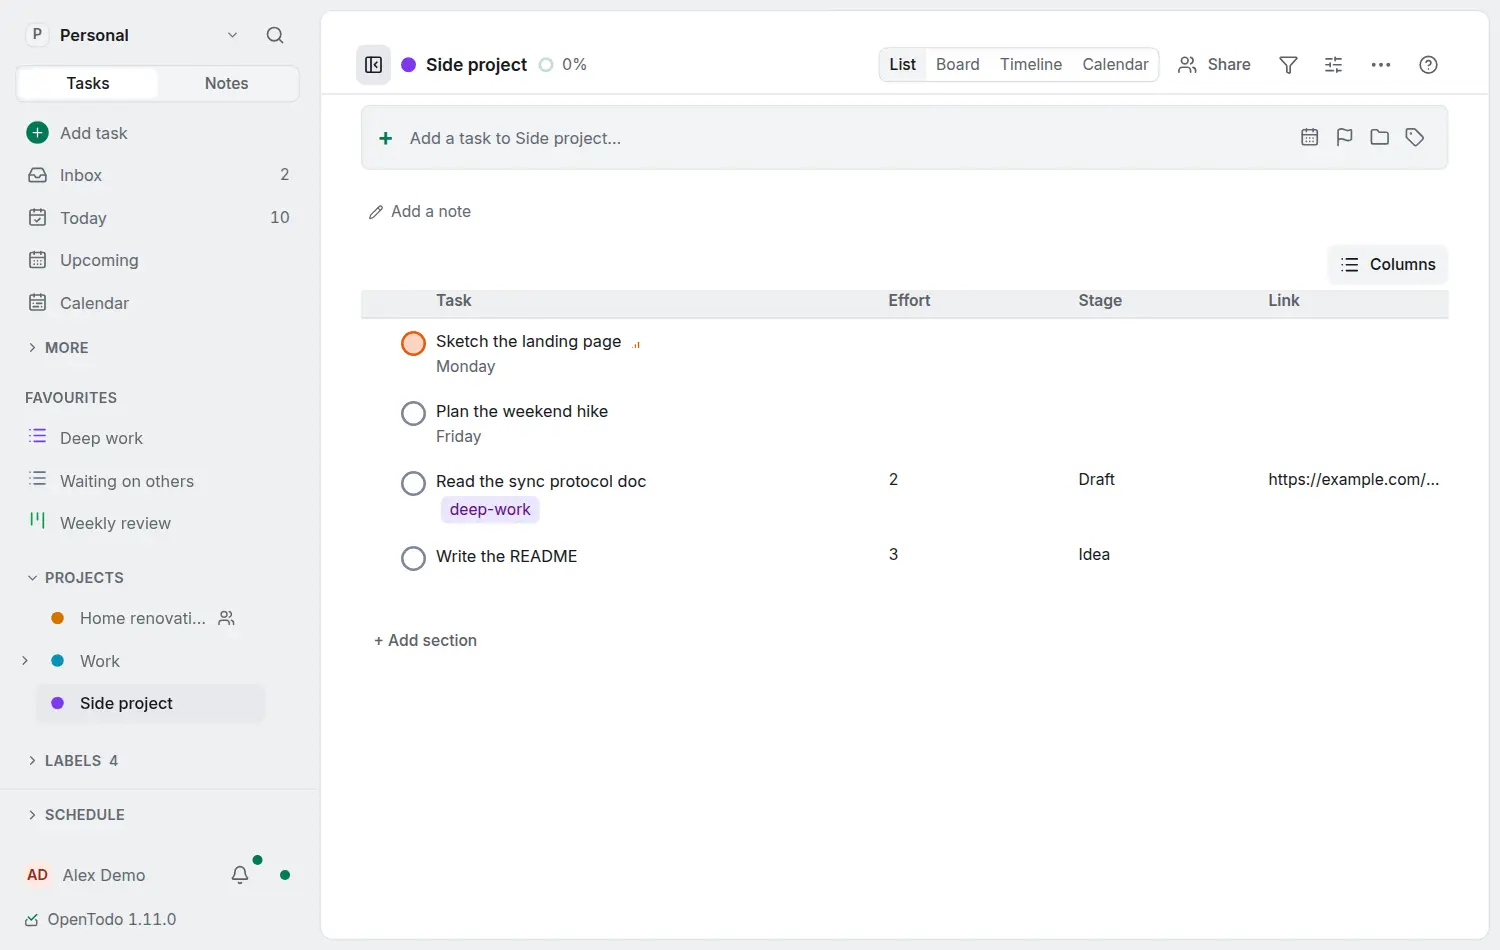 P Personal
Tasks Notes
Add task
Inbox 2
Today 10
Upcoming
Calendar
MORE
FAVOURITES
Deep work
Waiting on others
Weekly review
PROJECTS
Home renovati...
Work
Side project
LABELS 4
SCHEDULE
AD Alex Demo
OpenTodo 1.11.0
Side project 0%
List Board Timeline Calendar Share
+ Add a task to Side project...
Add a note
Columns
Task Effort Stage Link
Sketch the landing page
Monday
Plan the weekend hike
Friday
Read the sync protocol doc 2 Draft https://example.com/...
deep-work
Write the README 3 Idea
+ Add section